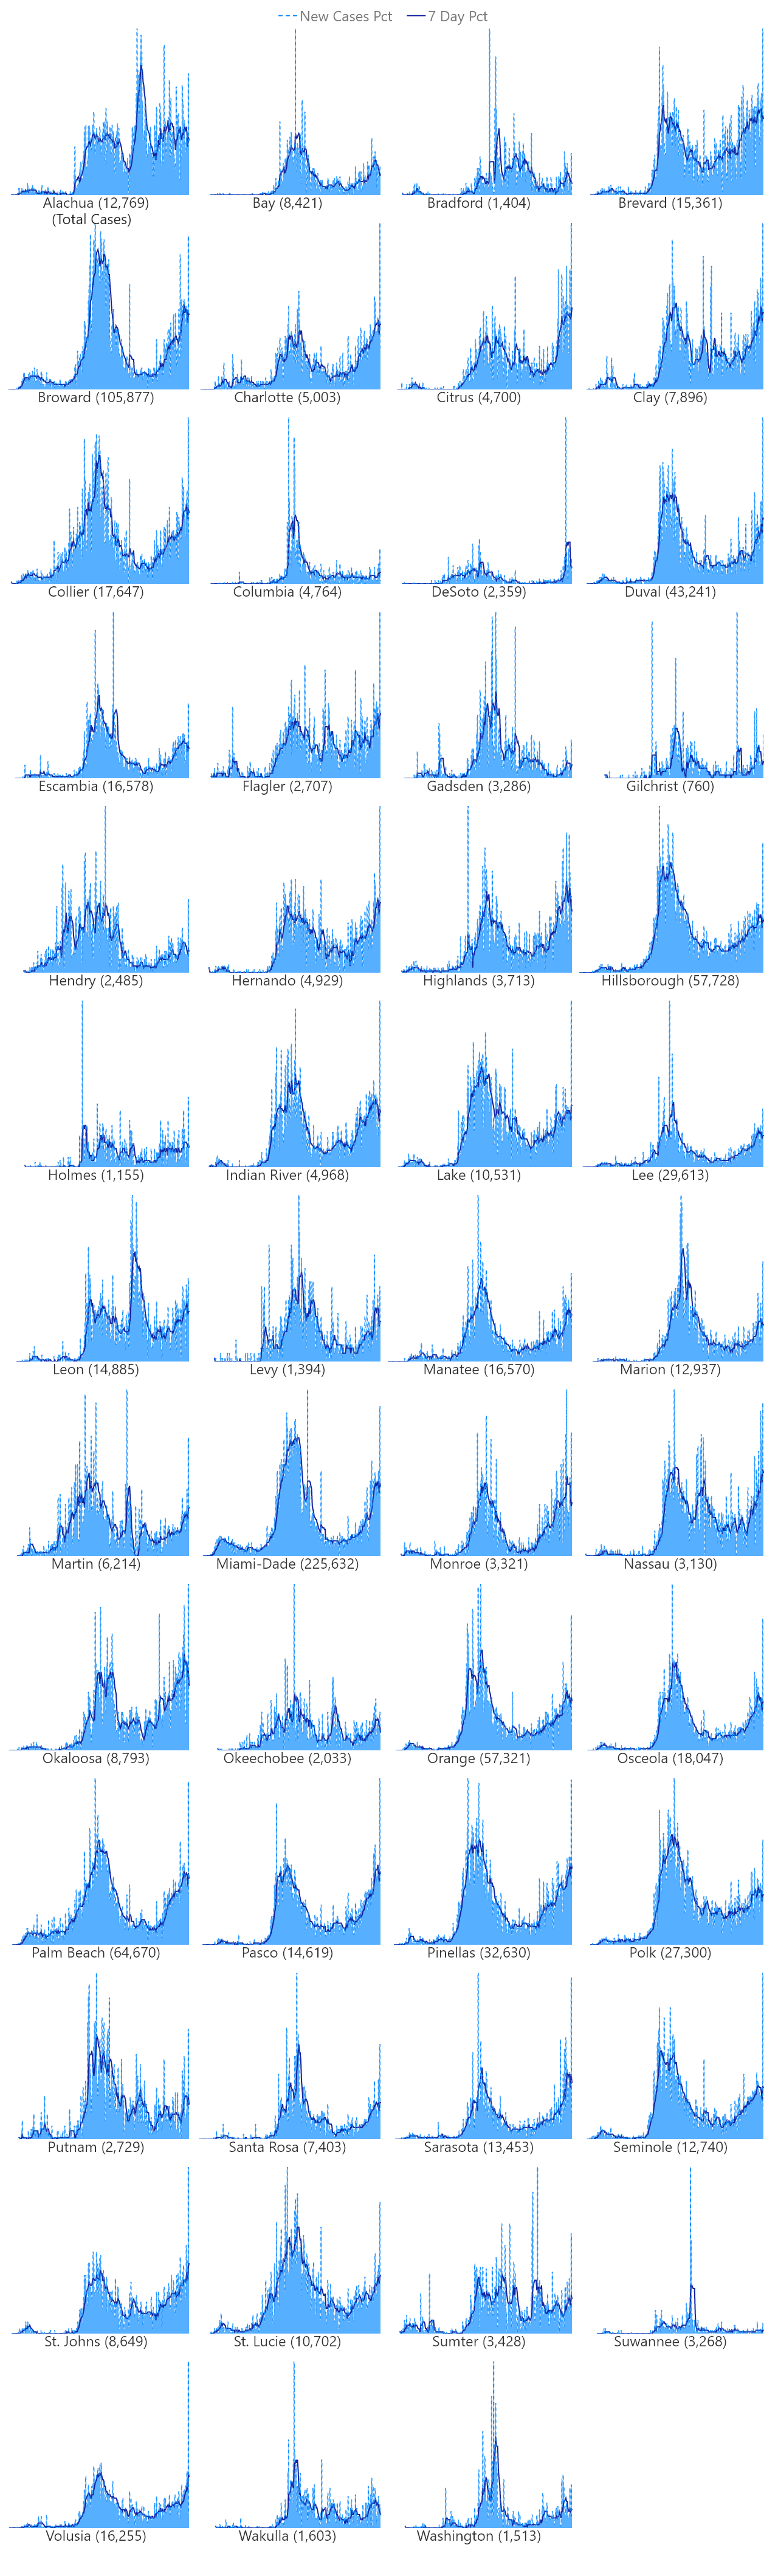 New Cases Pct 7 Day Pct
Alachua (12,769) Bay (8,421) Bradford (1,404) Brevard (15,361)
(Total Cases)
Broward (105,877) Charlotte (5,003) Citrus (4,700) Clay (7,896)
Collier (17,647) Columbia (4,764) DeSoto (2,359) Duval (43,241)
Escambia (16,578) Flagler (2,707) Gadsden (3,286) Gilchrist (760)
Hendry (2,485) Hernando (4,929) Highlands (3,713) Hillsborough (57,728)
Holmes (1,155) Indian River (4,968) Lake (10,531) Lee (29,613)
Leon (14,885) Levy (1,394) Manatee (16,570) Marion (12,937)
Martin (6,214) Miami-Dade (225,632) Monroe (3,321) Nassau (3,130)
Okaloosa (8,793) Okeechobee (2,033) Orange (57,321) Osceola (18,047)
Palm Beach (64,670) Pasco (14,619) Pinellas (32,630) Polk (27,300)
Putnam (2,729) Santa Rosa (7,403) Sarasota (13,453) Seminole (12,740)
St. Johns (8,649) St. Lucie (10,702) Sumter (3,428) Suwannee (3,268)
Volusia (16,255) Wakulla (1,603) Washington (1,513)